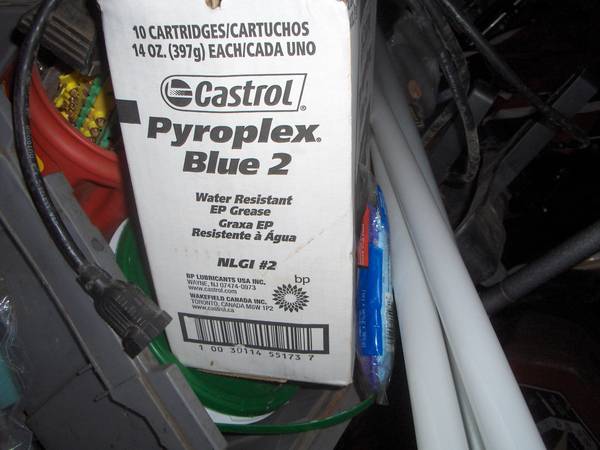 10 CARTRIDGES/CARTUCHOS
14 OZ. (397g) EACH/CADA UNO
Castrol®
Pyroplex®
Blue 2
Water Resistant
EP Grease
Graxa EP
Resistente à Água
NLGI #2
BP LUBRICANTS USA INC.
WAYNE, NJ 07474-0973
www.castrol.com
WAKEFIELD CANADA INC.
TORONTO, CANADA M6W 1P2
www.castrol.ca
bp
1 00 30114 55173 7